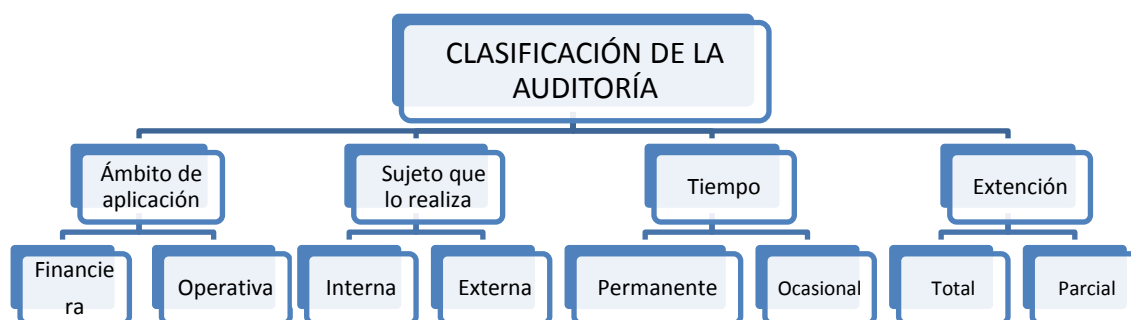 CLASIFICACIÓN DE LA
AUDITORÍA
Ámbito de
aplicación
Sujeto que
lo realiza
Tiempo
Extención
Financie
ra
Operativa
Interna
Externa
Permanente
Ocasional
Total
Parcial